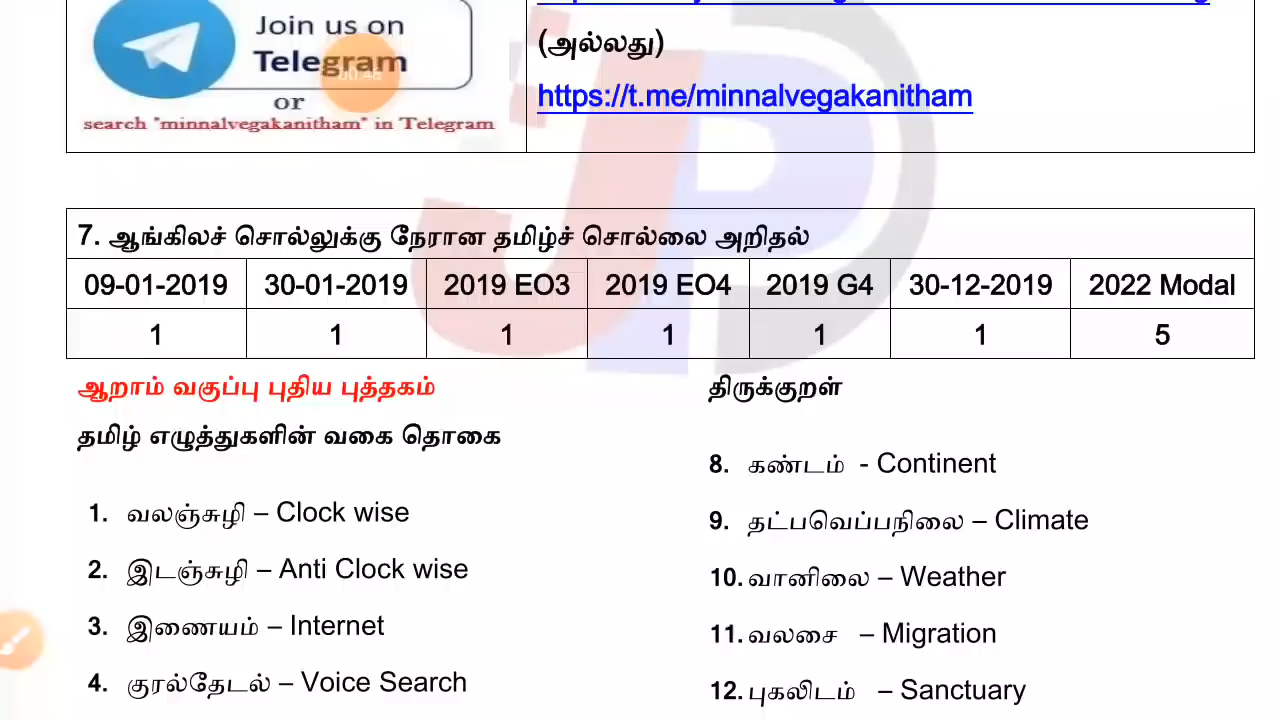 Join us on
Telegram
00:48
or
search "minnalvegakanitham" in Telegram
(அல்லது)
https://t.me/minnalvegakanitham
7. ஆங்கிலச் சொல்லுக்கு நேரான தமிழ்ச் சொல்லை அறிதல்
09-01-2019 30-01-2019 2019 EO3 2019 EO4 2019 G4 30-12-2019 2022 Modal
1 1 1 1 1 1 5
ஆறாம் வகுப்பு புதிய புத்தகம்
தமிழ் எழுத்துகளின் வகை தொகை
1. வலஞ்சுழி – Clock wise
2. இடஞ்சுழி – Anti Clock wise
3. இணையம் – Internet
4. குரல்தேடல் – Voice Search
திருக்குறள்
8. கண்டம் - Continent
9. தட்பவெப்பநிலை – Climate
10. வானிலை – Weather
11. வலசை – Migration
12. புகலிடம் – Sanctuary